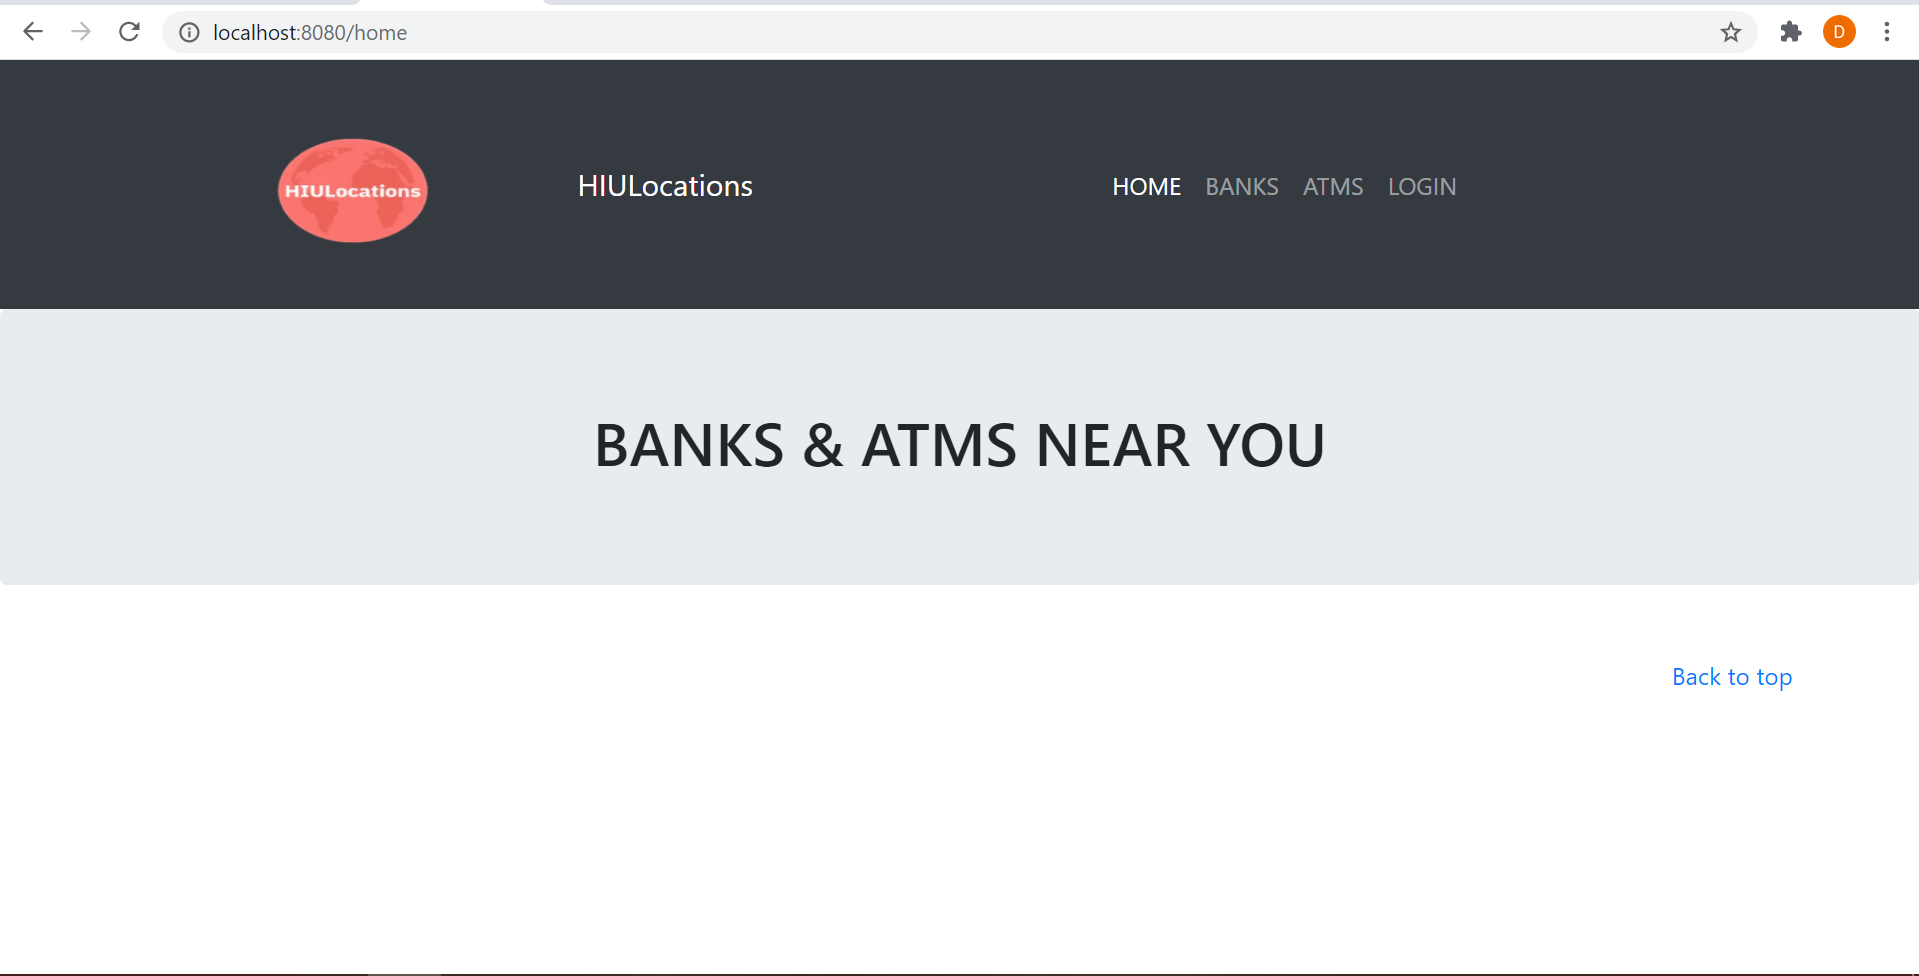 localhost:8080/home
D
HIULocations
HIULocations
HOME BANKS ATMS LOGIN
BANKS & ATMS NEAR YOU
Back to top